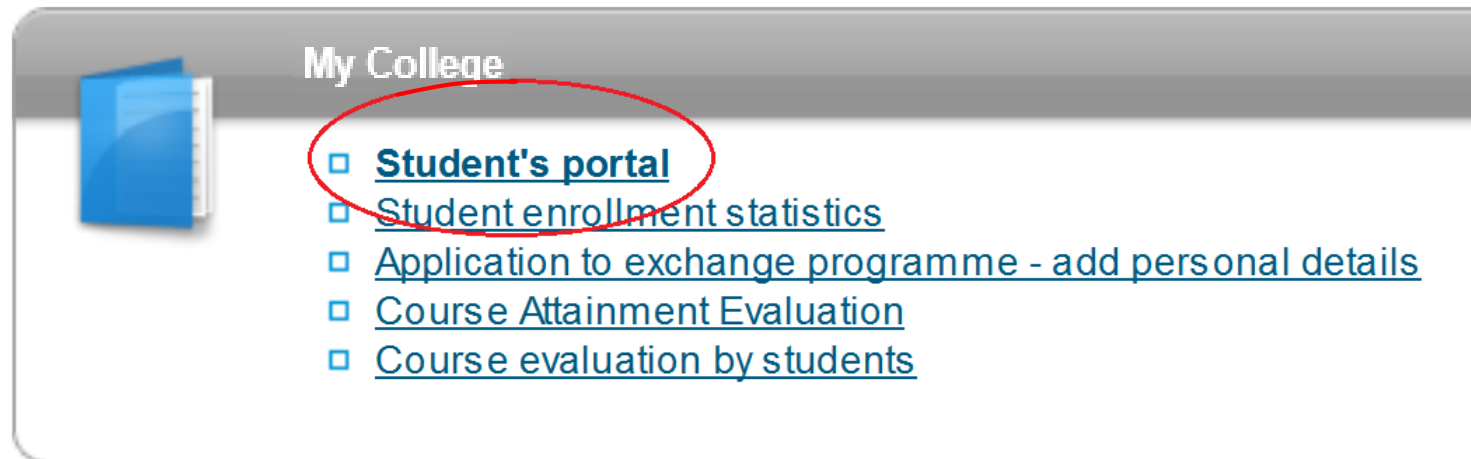 My College
Student's portal
Student enrollment statistics
Application to exchange programme - add personal details
Course Attainment Evaluation
Course evaluation by students